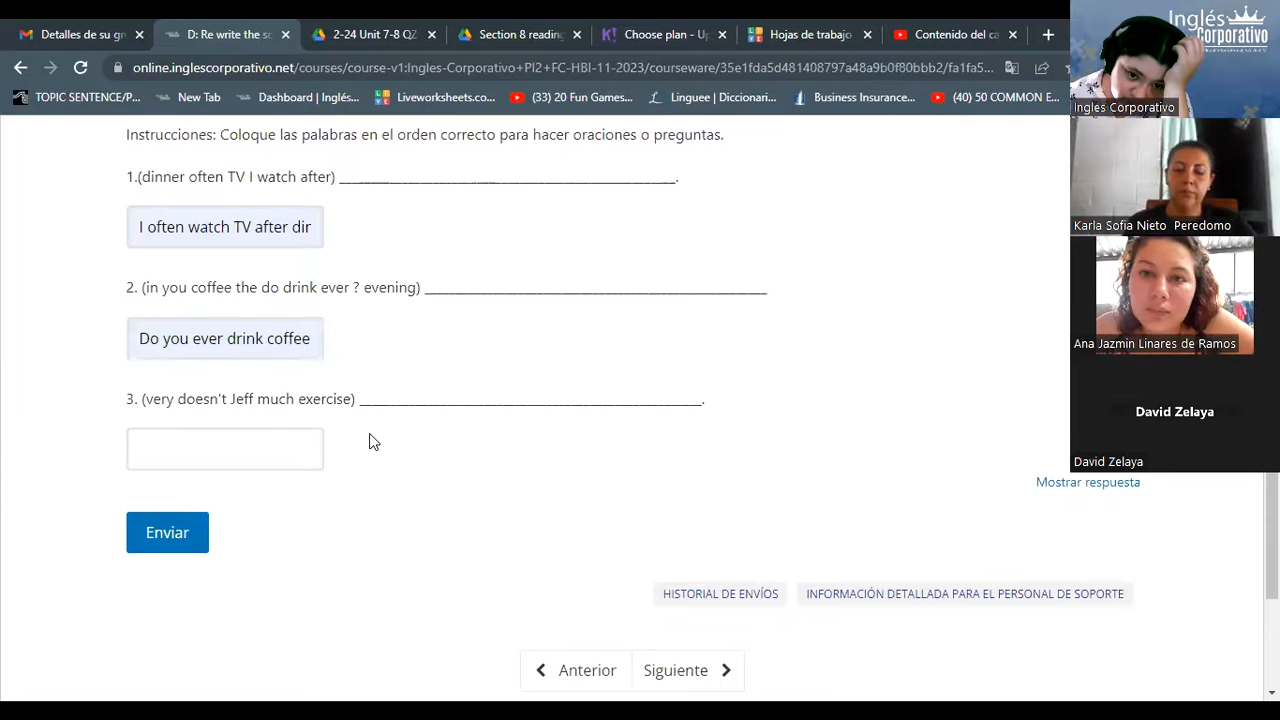 Detalles de su gr
D: Re write the sc
2-24 Unit 7-8 QZ
Section 8 reading
Choose plan - Up
Hojas de trabajo
Contenido del ca
online.inglescorporativo.net/courses/course-v1:Ingles-Corporativo+PI2+FC-HBI-11-2023/courseware/35e1fda5d481408797a48a9b0f80bbb2/fa1fa5...
TOPIC SENTENCE/P...
New Tab
Dashboard | Inglés...
Liveworksheets.co...
(33) 20 Fun Games...
Linguee | Diccionari...
Business Insurance...
(40) 50 COMMON E...
Instrucciones: Coloque las palabras en el orden correcto para hacer oraciones o preguntas.
1.(dinner often TV I watch after) ______________________________________________.
I often watch TV after dir
2. (in you coffee the do drink ever ? evening) ______________________________________________
Do you ever drink coffee
3. (very doesn't Jeff much exercise) ______________________________________________.
Mostrar respuesta
Enviar
HISTORIAL DE ENVÍOS
INFORMACIÓN DETALLADA PARA EL PERSONAL DE SOPORTE
Anterior
Siguiente
Inglés
Corporativo
Ingles Corporativo
Karla Sofia Nieto Peredomo
Ana Jazmin Linares de Ramos
David Zelaya
David Zelaya